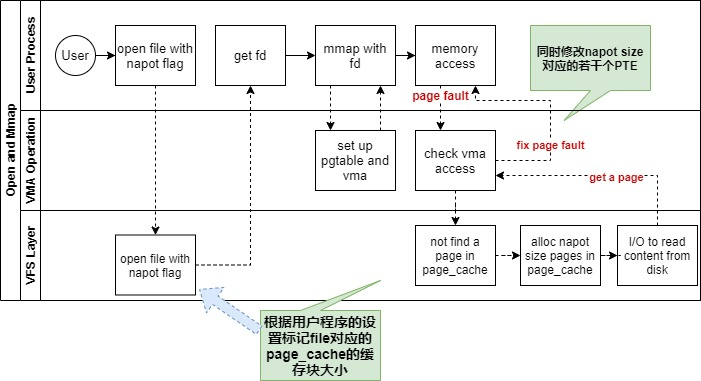 Open and Mmap
User Process
User
open file with
napot flag
get fd
mmap with
fd
memory
access
同时修改napot size
对应的若干个PTE
page fault
VMA Operation
set up
pgtable and
vma
check vma
access
fix page fault
get a page
VFS Layer
open file with
napot flag
not find a
page in
page_cache
alloc napot
size pages in
page_cache
I/O to read
content from
disk
根据用户程序的设
置标记file对应的
page_cache的缓
存块大小